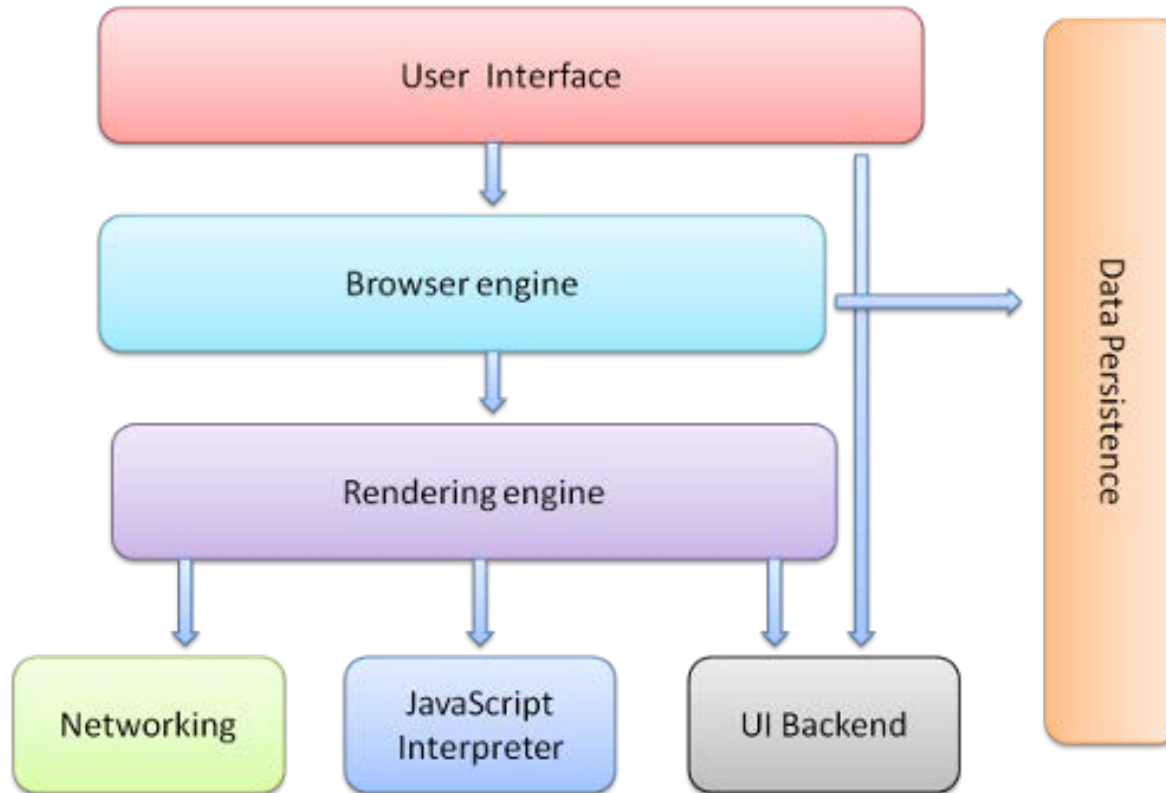 User Interface
Browser engine
Data Persistence
Rendering engine
Networking
JavaScript
Interpreter
UI Backend